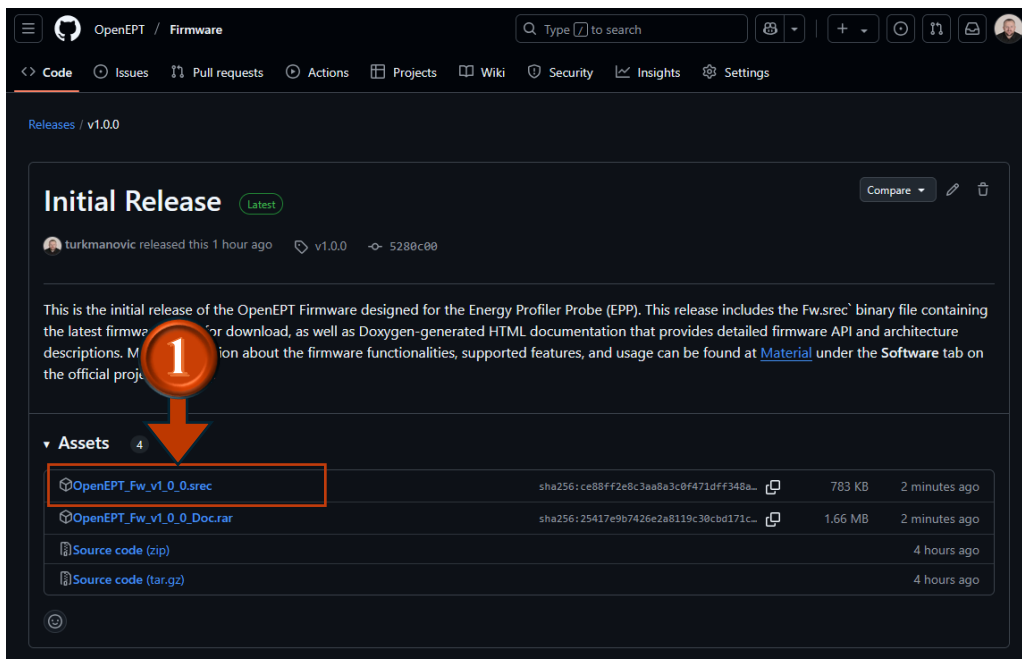 OpenEPT / Firmware
Type / to search
Code Issues Pull requests Actions Projects Wiki Security Insights Settings
Releases / v1.0.0
Initial Release Latest
Compare
turkmanovic released this 1 hour ago v1.0.0 5280c00
This is the initial release of the OpenEPT Firmware designed for the Energy Profiler Probe (EPP). This release includes the Fw.srec` binary file containing
the latest for download, as well as Doxygen-generated HTML documentation that provides detailed firmware API and architecture
descriptions. about the firmware functionalities, supported features, and usage can be found at Material under the Software tab on
the official
1
Assets 4
OpenEPT_Fw_v1_0_0.srec sha256:ce88ff2e8c3aa8a3c0f471dff348a… 783 KB 2 minutes ago
OpenEPT_Fw_v1_0_0_Doc.rar sha256:25417e9b7426e2a8119c30cbd171c… 1.66 MB 2 minutes ago
Source code (zip) 4 hours ago
Source code (tar.gz) 4 hours ago